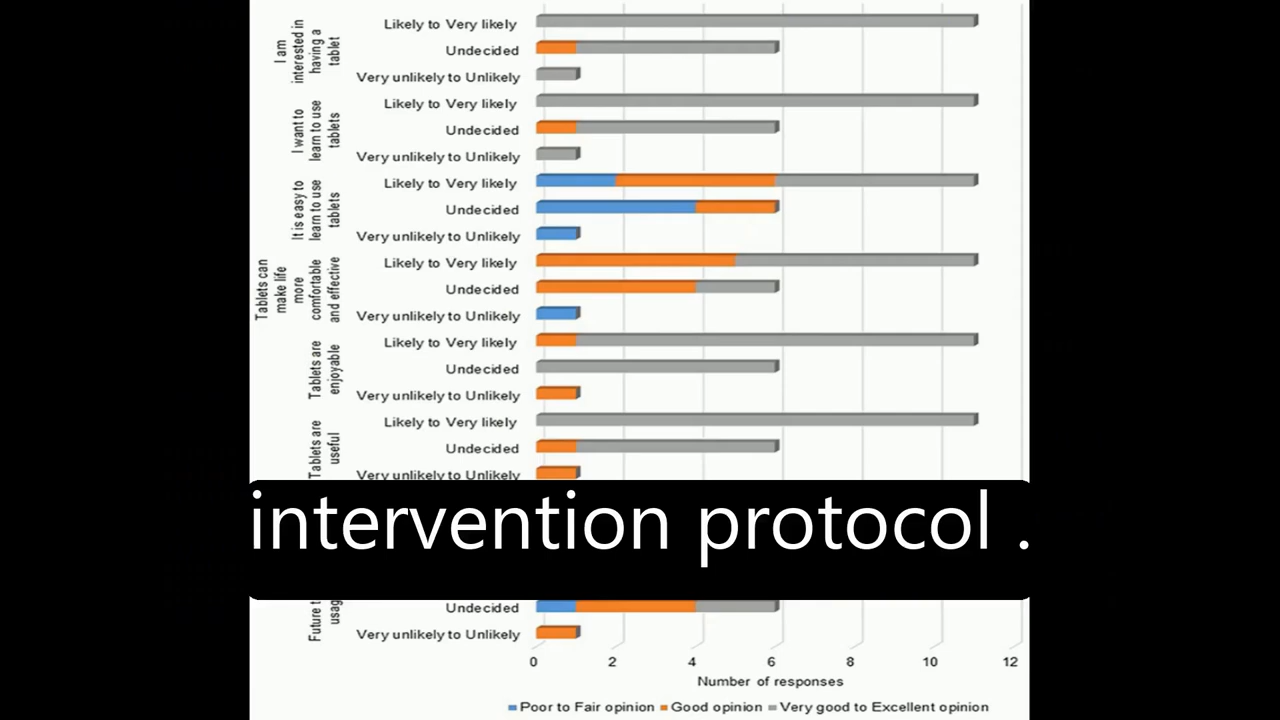 I am
interested in
having a
tablet
Likely to Very likely
Undecided
Very unlikely to Unlikely
I want to
learn to use
tablets
Likely to Very likely
Undecided
Very unlikely to Unlikely
It is easy to
learn to use
tablets
Likely to Very likely
Undecided
Very unlikely to Unlikely
Tablets can
make life
more
comfortable
and effective
Likely to Very likely
Undecided
Very unlikely to Unlikely
Tablets are
enjoyable
Likely to Very likely
Undecided
Very unlikely to Unlikely
Tablets are
useful
Likely to Very likely
Undecided
Very unlikely to Unlikely
intervention protocol .
Future
Undecided
Very unlikely to Unlikely
0 2 4 6 8 10 12
Number of responses
Poor to Fair opinion Good opinion Very good to Excellent opinion